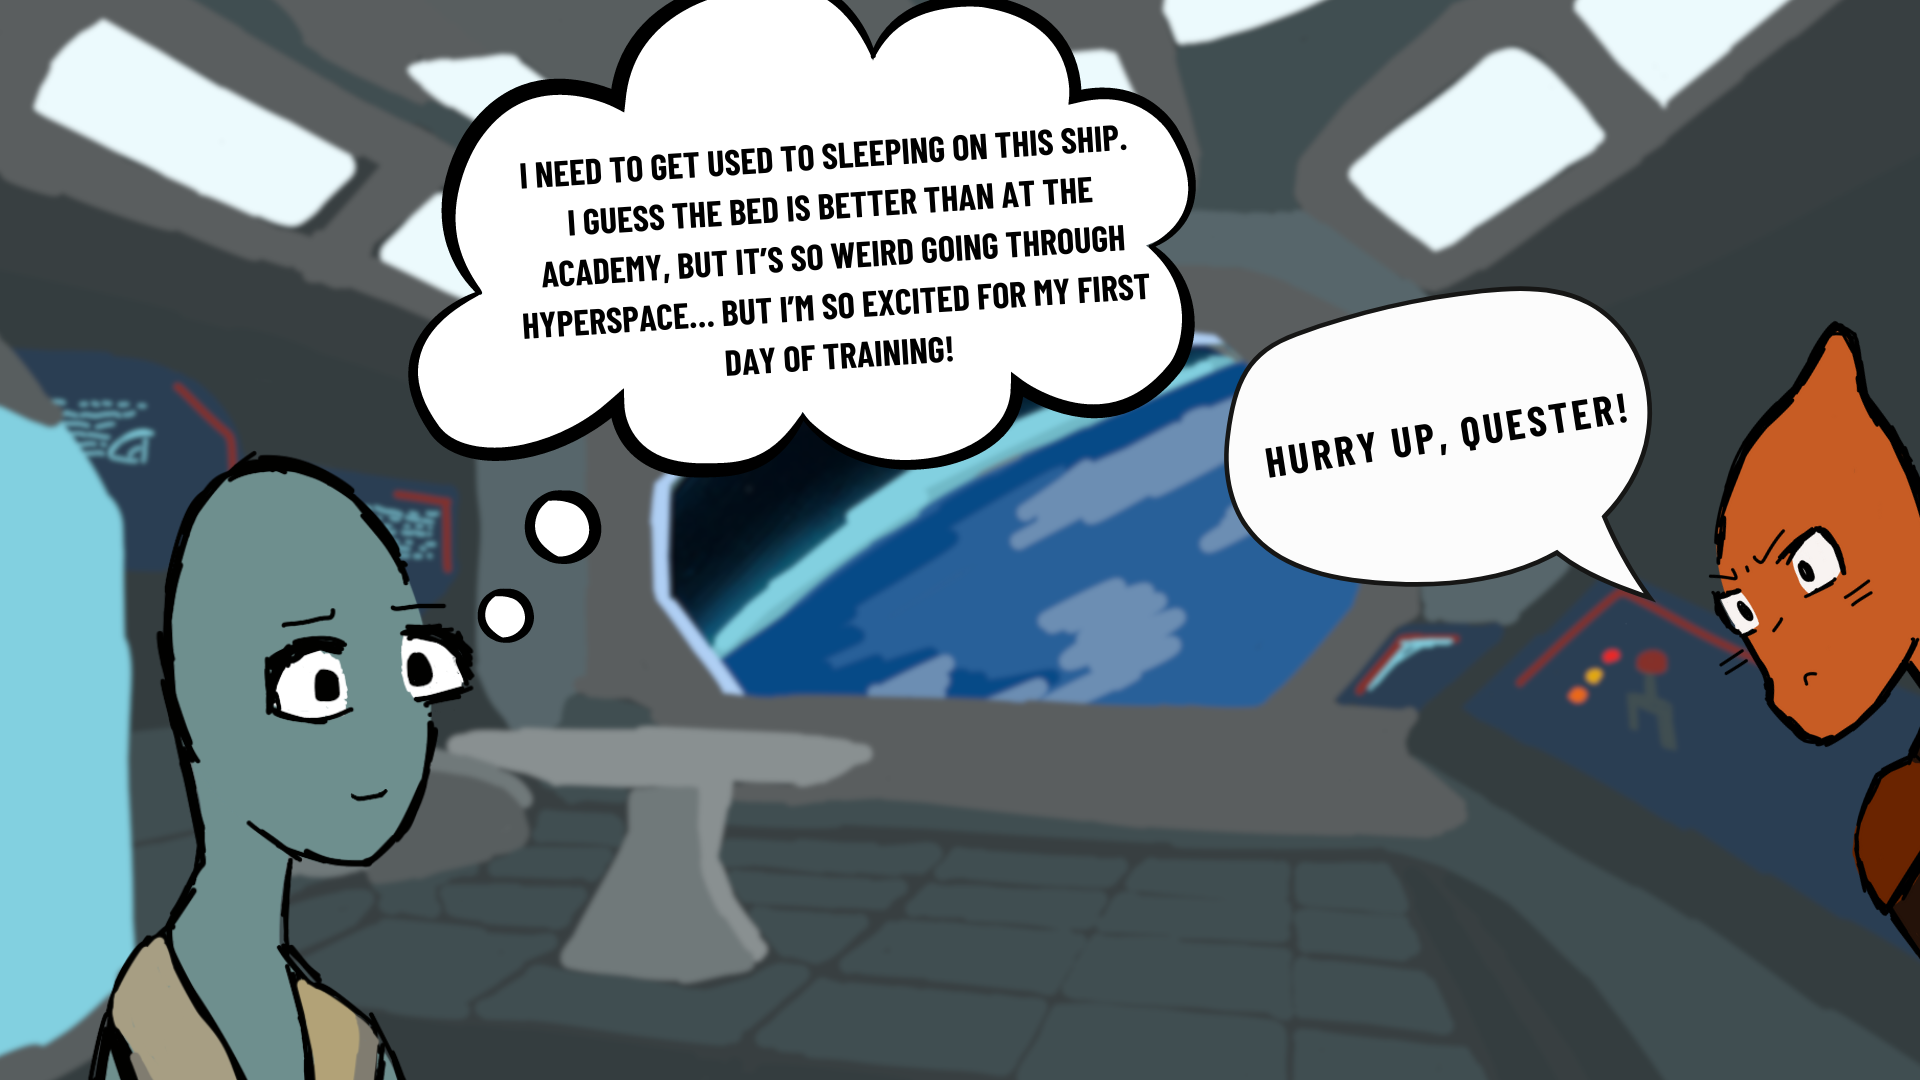 I NEED TO GET USED TO SLEEPING ON THIS SHIP.
I GUESS THE BED IS BETTER THAN AT THE
ACADEMY, BUT IT’S SO WEIRD GOING THROUGH
HYPERSPACE... BUT I’M SO EXCITED FOR MY FIRST
DAY OF TRAINING!
HURRY UP, QUESTER!